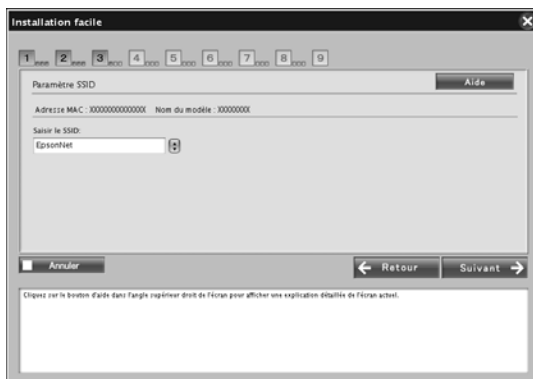 Installation facile
1 2 3 4 5 6 7 8 9
Paramètre SSID
Aide
Adresse MAC : XXXXXXXXXXXXXX Nom du modèle : XXXXXXXX
Saisir le SSID:
EpsonNet
Annuler
Retour
Suivant
Cliquez sur le bouton d'aide dans l'angle supérieur droit de l'écran pour afficher une explication détaillée de l'écran actuel.